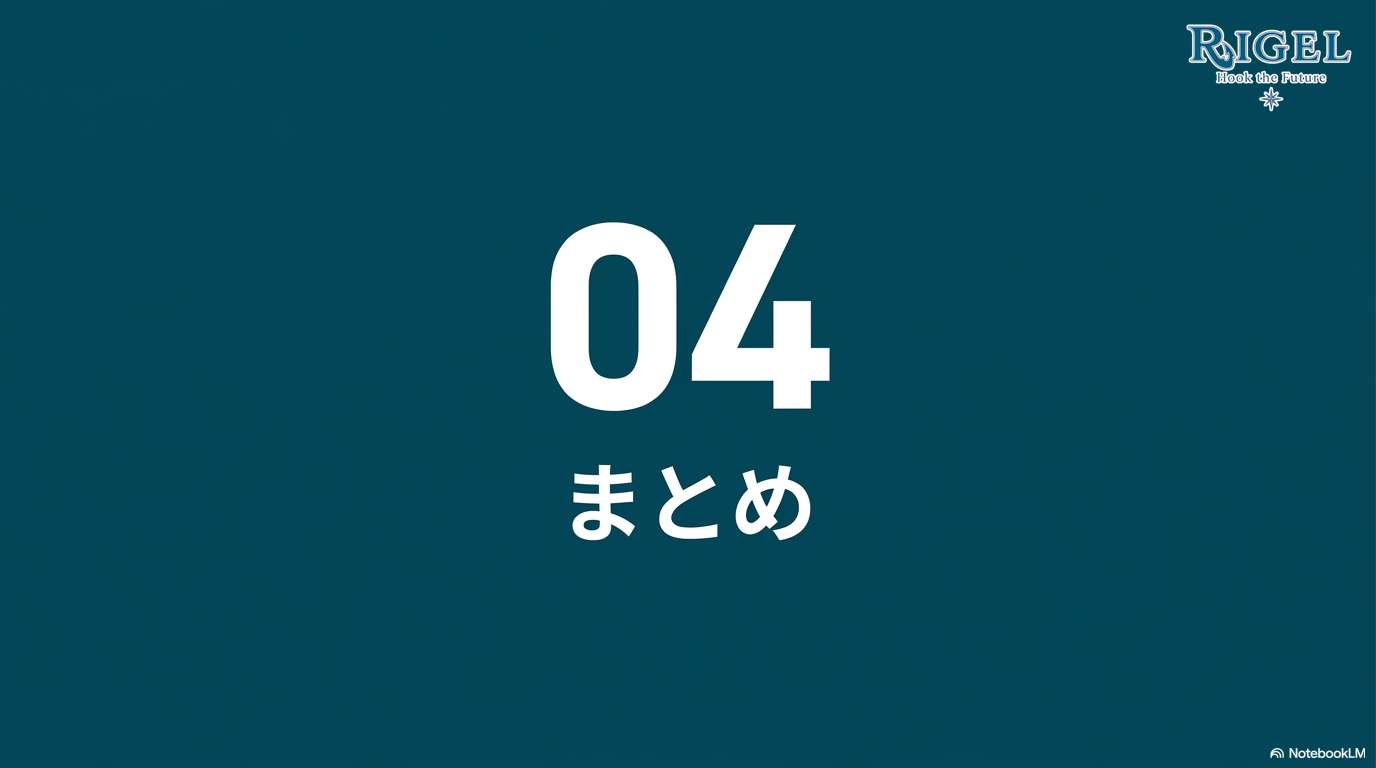 RIGEL
Hook the Future
04
まとめ
NotebookLM